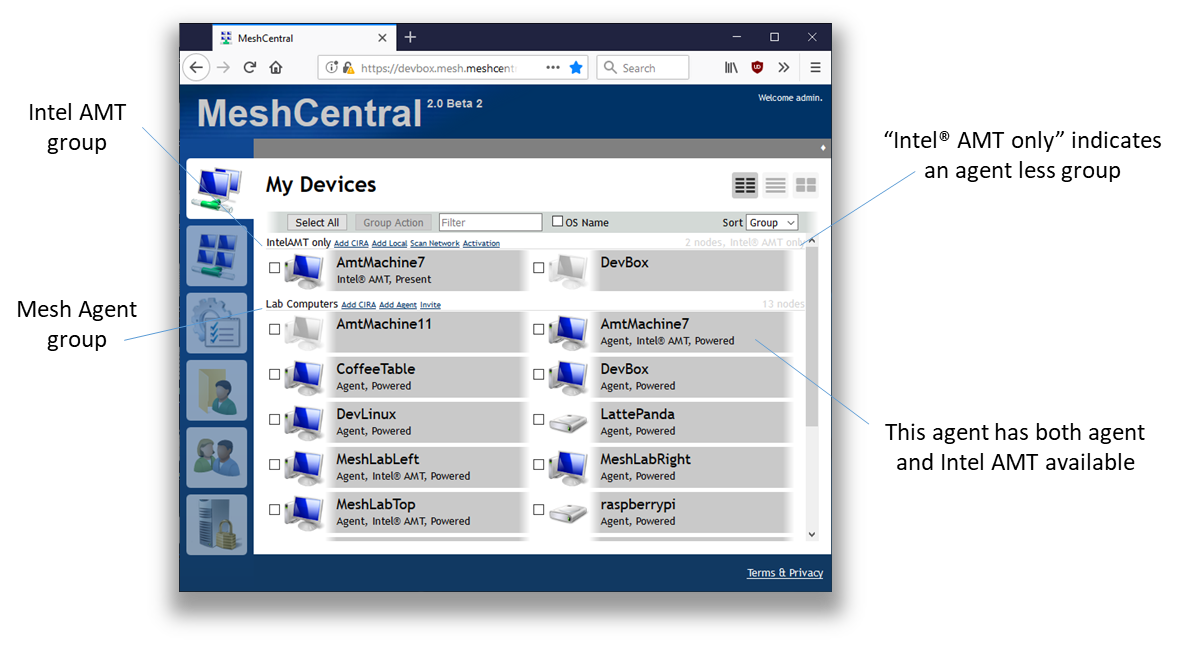 MeshCentral
https://devbox.mesh.meshcent
Search
Welcome admin.
MeshCentral 2.0 Beta 2
Intel AMT
group
“Intel® AMT only” indicates
an agent less group
My Devices
Select All
Group Action
Filter
OS Name
Sort Group
IntelAMT only Add CIRA Add Local Scan Network Activation
2 nodes, Intel® AMT only
AmtMachine7
Intel® AMT, Present
DevBox
Mesh Agent
group
Lab Computers Add CIRA Add Agent Invite
13 nodes
AmtMachine11
AmtMachine7
Agent, Intel® AMT, Powered
CoffeeTable
Agent, Powered
DevBox
Agent, Powered
DevLinux
Agent, Powered
LattePanda
Agent, Powered
This agent has both agent
and Intel AMT available
MeshLabLeft
Agent, Intel® AMT, Powered
MeshLabRight
Agent, Intel® AMT, Powered
MeshLabTop
Agent, Intel® AMT, Powered
raspberrypi
Agent, Powered
Terms & Privacy